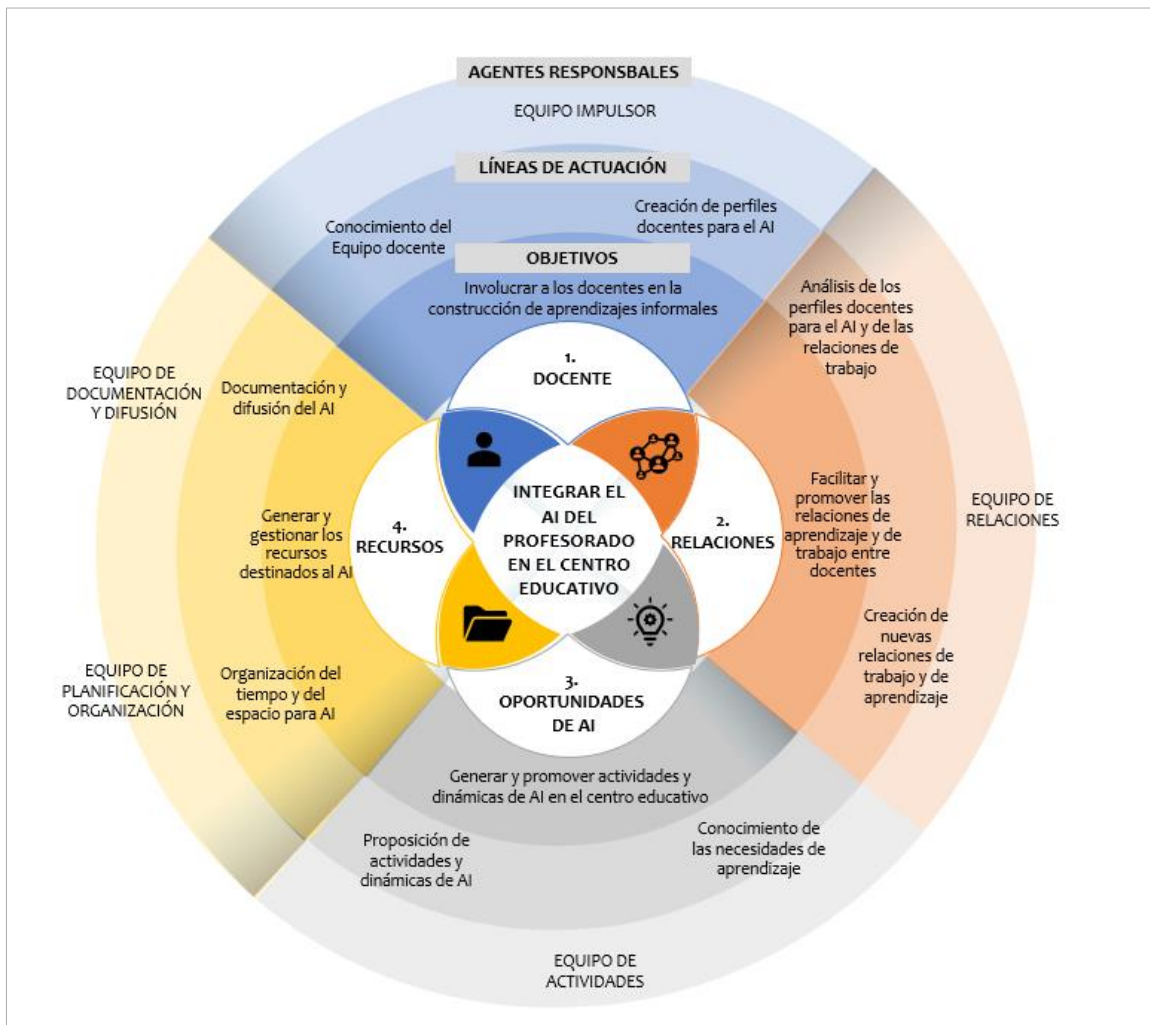 AGENTES RESPONSBALES
EQUIPO IMPULSOR
LÍNEAS DE ACTUACIÓN
Conocimiento del
Equipo docente
Creación de perfiles
docentes para el AI
OBJETIVOS
Involucrar a los docentes en la
construcción de aprendizajes informales
1.
DOCENTE
Análisis de los
perfiles docentes
para el AI y de las
relaciones de
trabajo
Facilitar y
promover las
relaciones de
aprendizaje y de
trabajo entre
docentes
EQUIPO DE
RELACIONES
Creación de
nuevas
relaciones de
trabajo y de
aprendizaje
2.
RELACIONES
INTEGRAR EL
AI DEL
PROFESORADO
EN EL CENTRO
EDUCATIVO
EQUIPO DE
DOCUMENTACIÓN
Y DIFUSIÓN
Documentación y
difusión del AI
4.
RECURSOS
Generar y
gestionar los
recursos
destinados al AI
EQUIPO DE
PLANIFICACIÓN Y
ORGANIZACIÓN
Organización del
tiempo y del
espacio para AI
3.
OPORTUNIDADES
DE AI
Generar y promover actividades y
dinámicas de AI en el centro educativo
Proposición de
actividades y
dinámicas de AI
Conocimiento de
las necesidades de
aprendizaje
EQUIPO DE
ACTIVIDADES